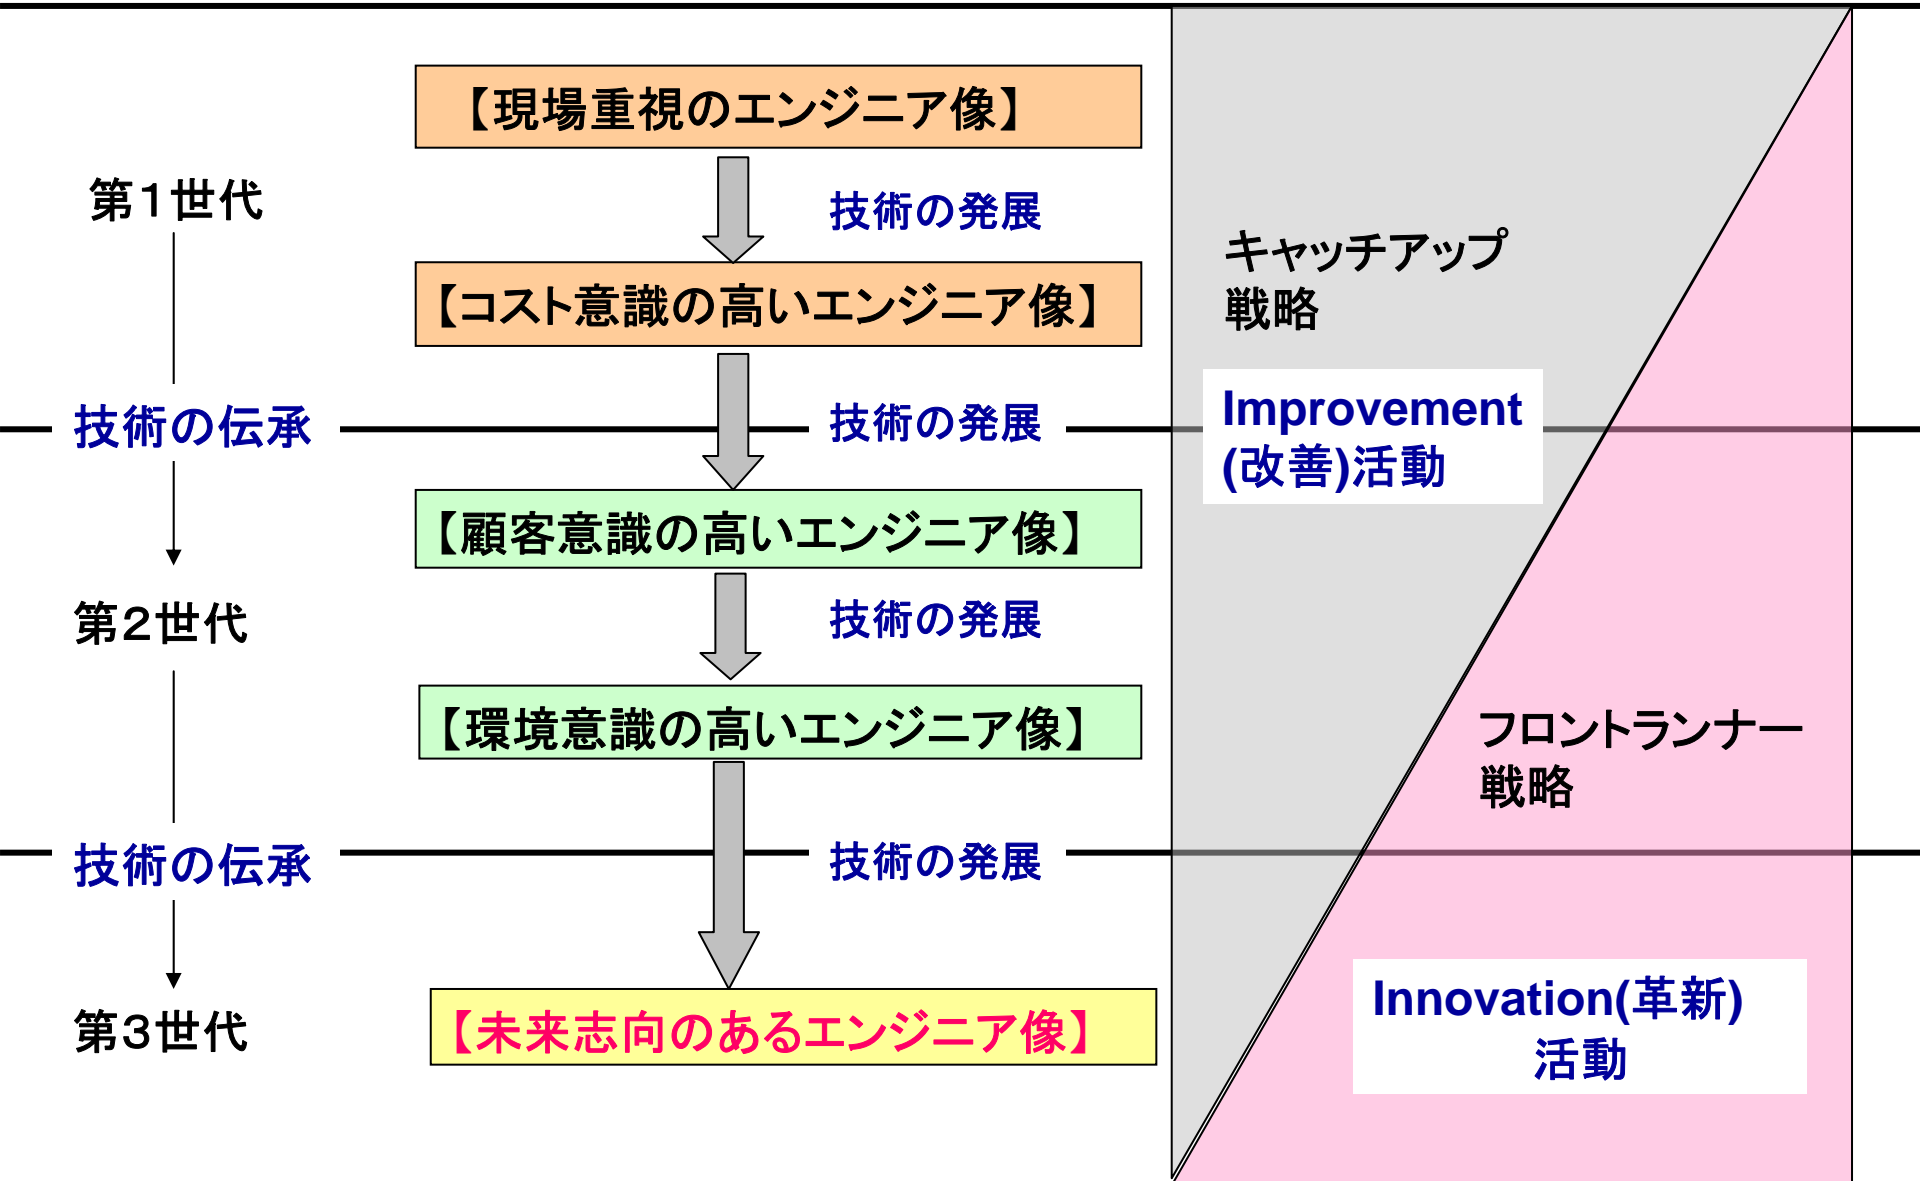 【現場重視のエンジニア像】
第1世代
技術の発展
キャッチアップ
戦略
【コスト意識の高いエンジニア像】
技術の伝承
技術の発展
Improvement
(改善)活動
【顧客意識の高いエンジニア像】
第2世代
技術の発展
【環境意識の高いエンジニア像】
フロントランナー
戦略
技術の伝承
技術の発展
第3世代
【未来志向のあるエンジニア像】
Innovation(革新)
活動